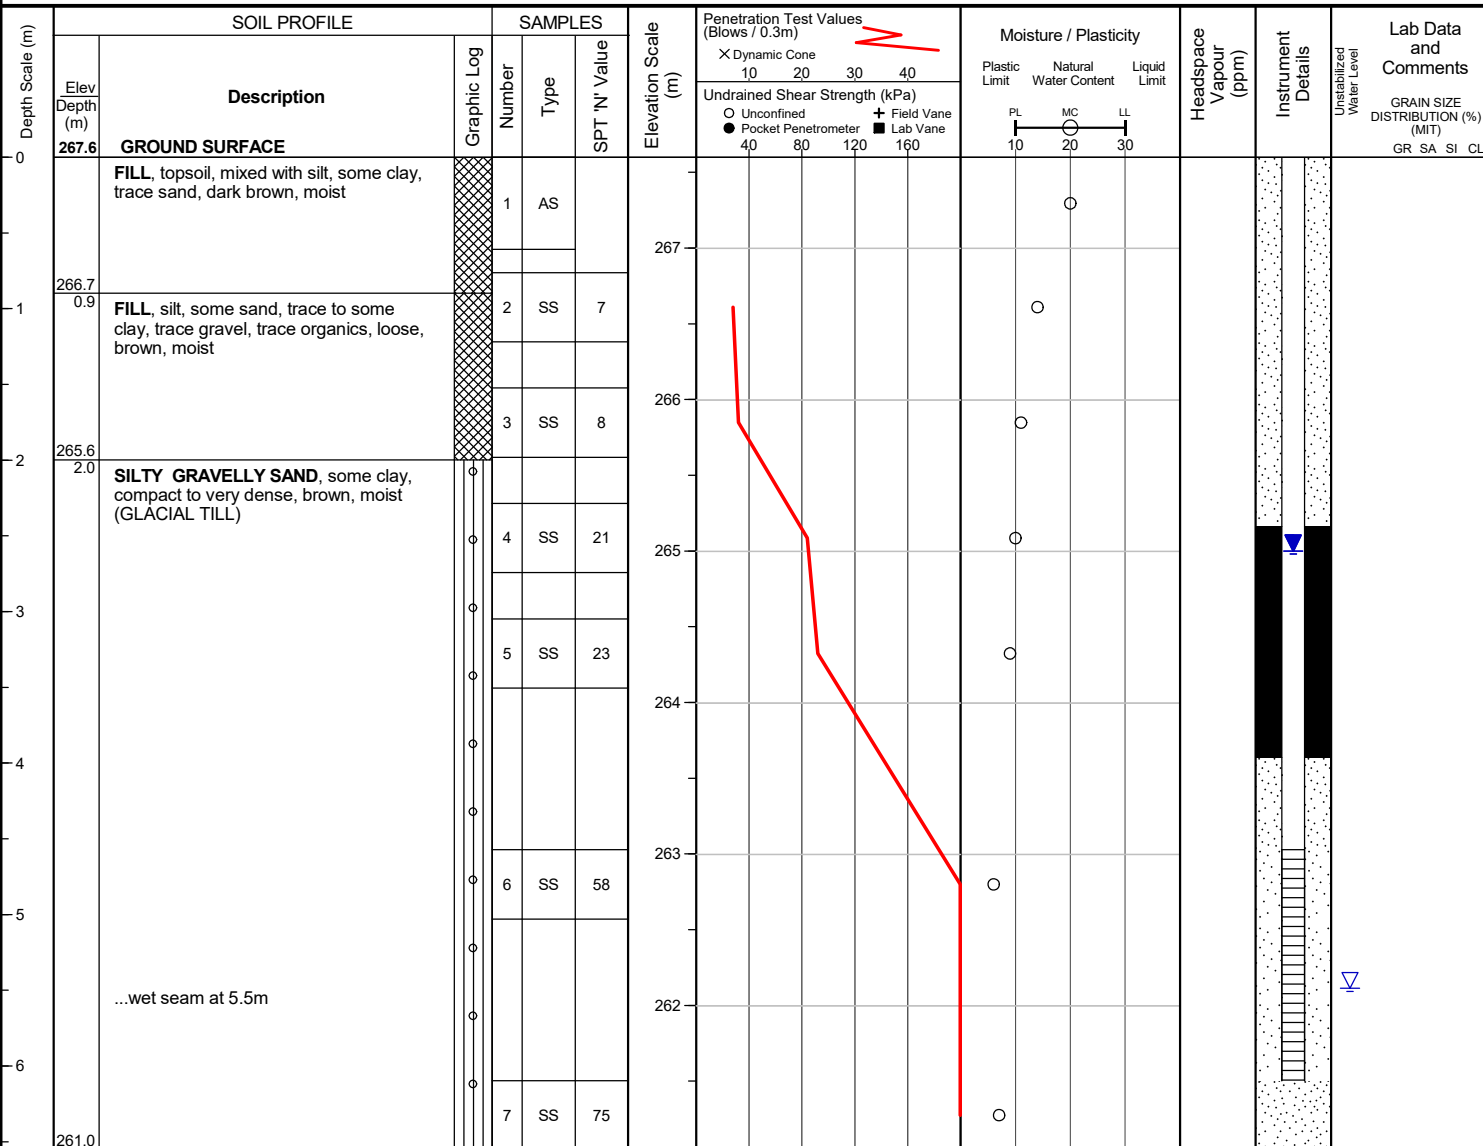 SOIL PROFILE
SAMPLES
Depth Scale (m)
Elev
Depth
(m)
267.6
Description
GROUND SURFACE
Graphic Log
Number
Type
SPT 'N' Value
Elevation Scale
(m)
Penetration Test Values
(Blows / 0.3m)
Dynamic Cone
10 20 30 40
Undrained Shear Strength (kPa)
Unconfined
Field Vane
Pocket Penetrometer
Lab Vane
40 80 120 160
Moisture / Plasticity
Plastic
Limit
Natural
Water Content
Liquid
Limit
PL MC LL
10 20 30
Headspace
Vapour
(ppm)
Instrument
Details
Unstabilized
Water Level
Lab Data
and
Comments
GRAIN SIZE
DISTRIBUTION (%)
(MIT)
GR SA SI CL
0
FILL, topsoil, mixed with silt, some clay,
trace sand, dark brown, moist
1 AS
267
266.7
0.9
1
FILL, silt, some sand, trace to some
clay, trace gravel, trace organics, loose,
brown, moist
2 SS 7
266
3 SS 8
265.6
2.0
2
SILTY GRAVELLY SAND, some clay,
compact to very dense, brown, moist
(GLACIAL TILL)
4 SS 21
265
3
5 SS 23
264
4
263
6 SS 58
5
...wet seam at 5.5m
262
6
7 SS 75
261.0